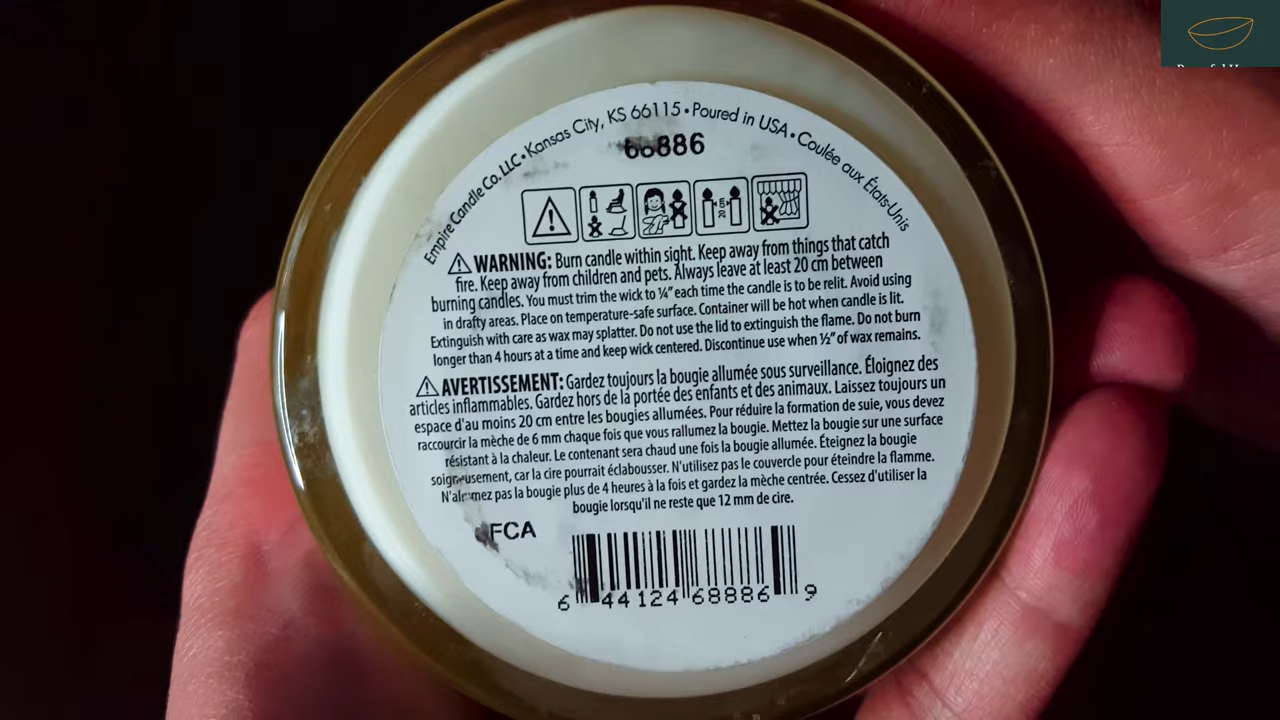 Empire Candle Co. LLC • Kansas City, KS 66115 • Poured in USA • Coulée aux États-Unis
68886
⚠ WARNING: Burn candle within sight. Keep away from things that catch
fire. Keep away from children and pets. Always leave at least 20 cm between
burning candles. You must trim the wick to ¼" each time the candle is to be relit. Avoid using
in drafty areas. Place on temperature-safe surface. Container will be hot when candle is lit.
Extinguish with care as wax may splatter. Do not use the lid to extinguish the flame. Do not burn
longer than 4 hours at a time and keep wick centered. Discontinue use when ½" of wax remains.
⚠ AVERTISSEMENT: Gardez toujours la bougie allumée sous surveillance. Éloignez des
articles inflammables. Gardez hors de la portée des enfants et des animaux. Laissez toujours un
espace d'au moins 20 cm entre les bougies allumées. Pour réduire la formation de suie, vous devez
raccourcir la mèche de 6 mm chaque fois que vous rallumez la bougie. Mettez la bougie sur une surface
résistant à la chaleur. Le contenant sera chaud une fois la bougie allumée. Éteignez la bougie
soigneusement, car la cire pourrait éclabousser. N'utilisez pas le couvercle pour éteindre la flamme.
N'allumez pas la bougie plus de 4 heures à la fois et gardez la mèche centrée. Cessez d'utiliser la
bougie lorsqu'il ne reste que 12 mm de cire.
FCA
6 44124 68886 9